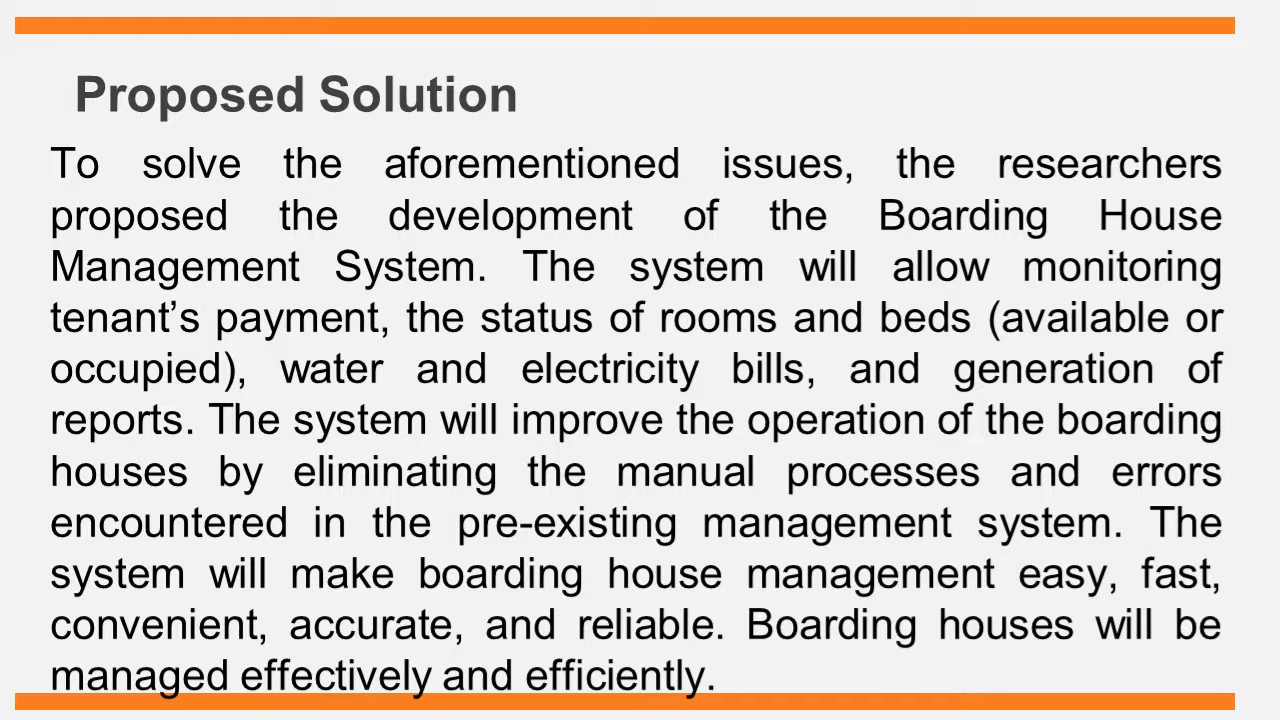 Proposed Solution
To solve the aforementioned issues, the researchers
proposed the development of the Boarding House
Management System. The system will allow monitoring
tenant’s payment, the status of rooms and beds (available or
occupied), water and electricity bills, and generation of
reports. The system will improve the operation of the boarding
houses by eliminating the manual processes and errors
encountered in the pre-existing management system. The
system will make boarding house management easy, fast,
convenient, accurate, and reliable. Boarding houses will be
managed effectively and efficiently.